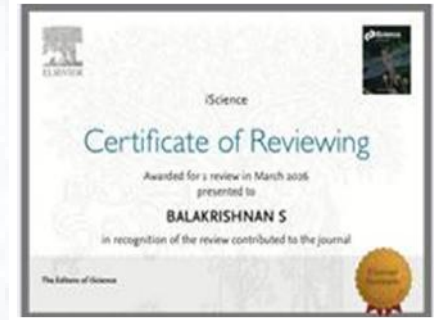 ELSEVIER
iScience
iScience
Certificate of Reviewing
Awarded for 1 review in March 2026
presented to
BALAKRISHNAN S
in recognition of the review contributed to the journal
The Editors of iScience